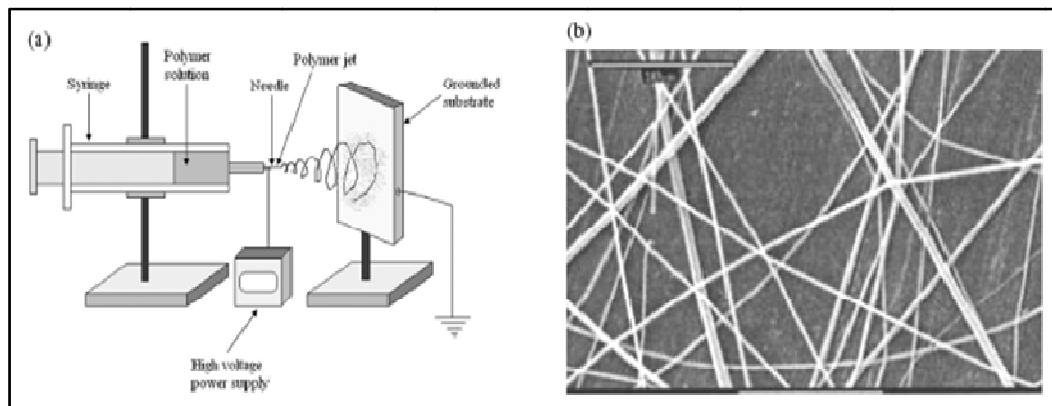 (a)
Polymer
solution
Polymer jet
Syringe
Needle
Grounded
substrate
High voltage
power supply
(b)